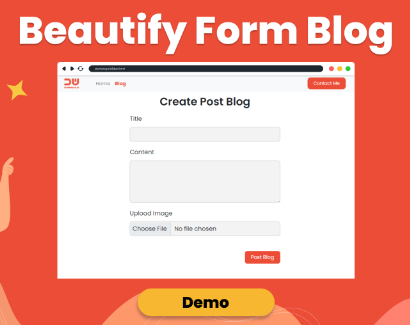 Beautify Form Blog
Home Blog Contact Me
Create Post Blog
Title
Content
Upload Image
Choose File No file chosen
Post Blog
Demo